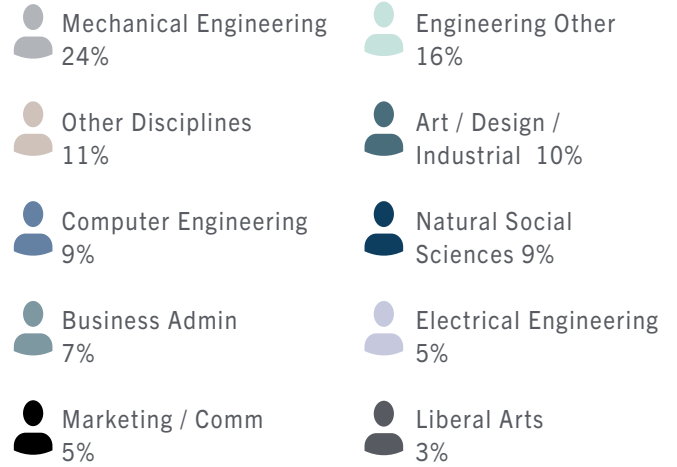 Mechanical Engineering
24%
Engineering Other
16%
Other Disciplines
11%
Art / Design /
Industrial 10%
Computer Engineering
9%
Natural Social
Sciences 9%
Business Admin
7%
Electrical Engineering
5%
Marketing / Comm
5%
Liberal Arts
3%